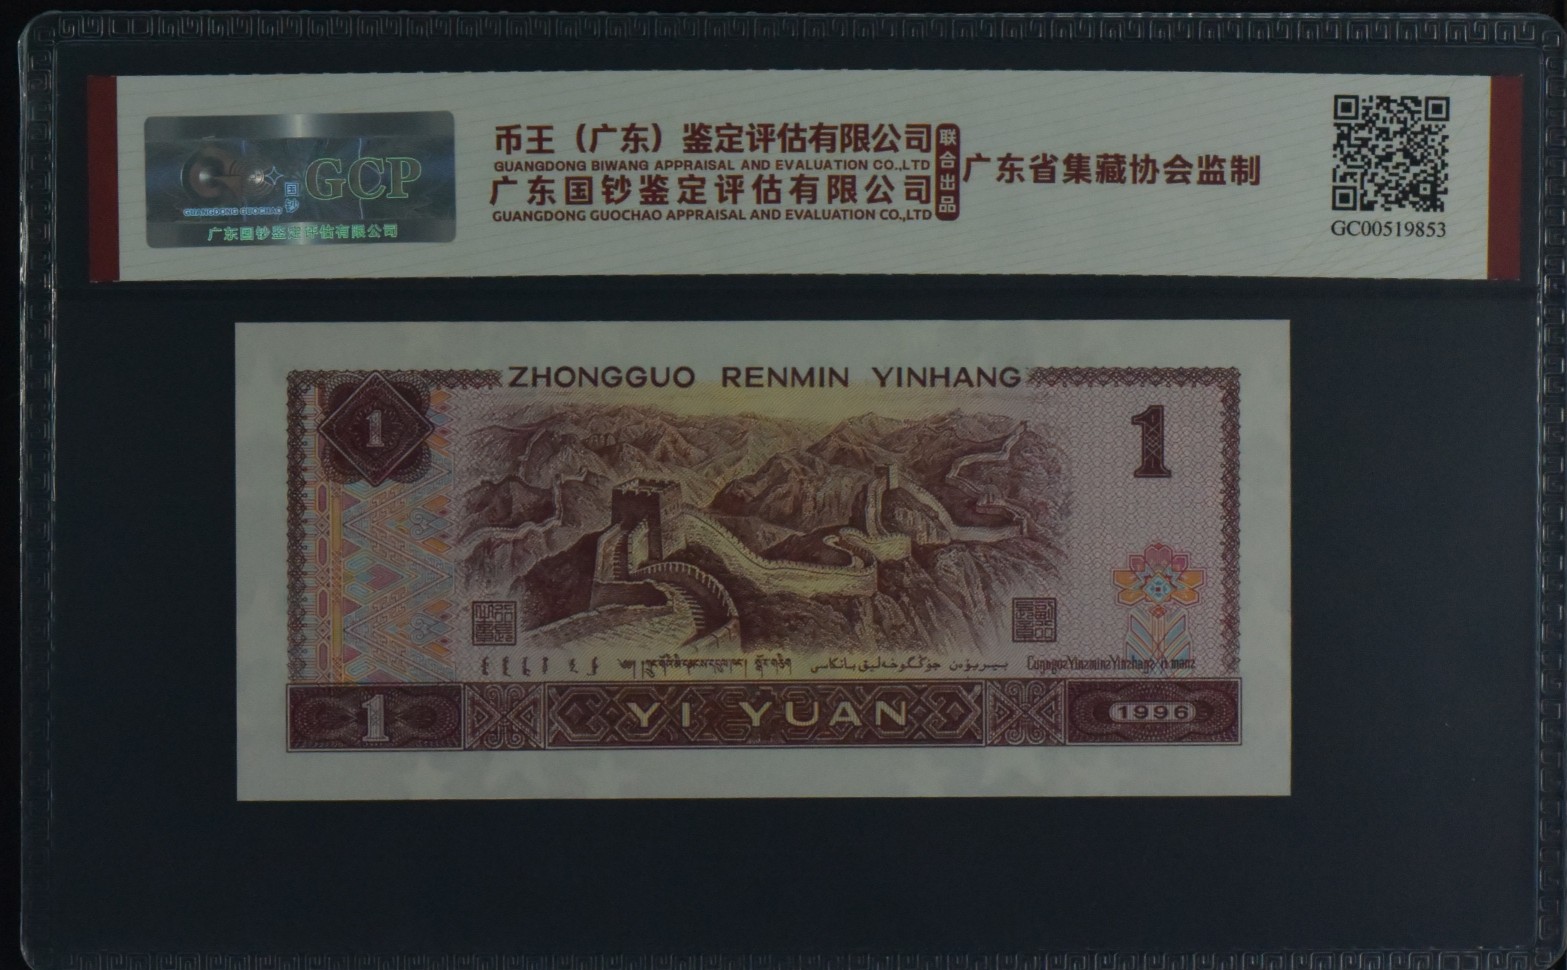 币王（广东）鉴定评估有限公司
GUANGDONG BIWANG APPRAISAL AND EVALUATION CO.,LTD
广东国钞鉴定评估有限公司
GUANGDONG GUOCHAO APPRAISAL AND EVALUATION CO.,LTD
联合出品
广东省集藏协会监制
国钞
GCP
GUANGDONG GUOCHAO
广东国钞鉴定评估有限公司
GC00519853
ZHONGGUO RENMIN YINHANG
1
1
1
YI YUAN
1996